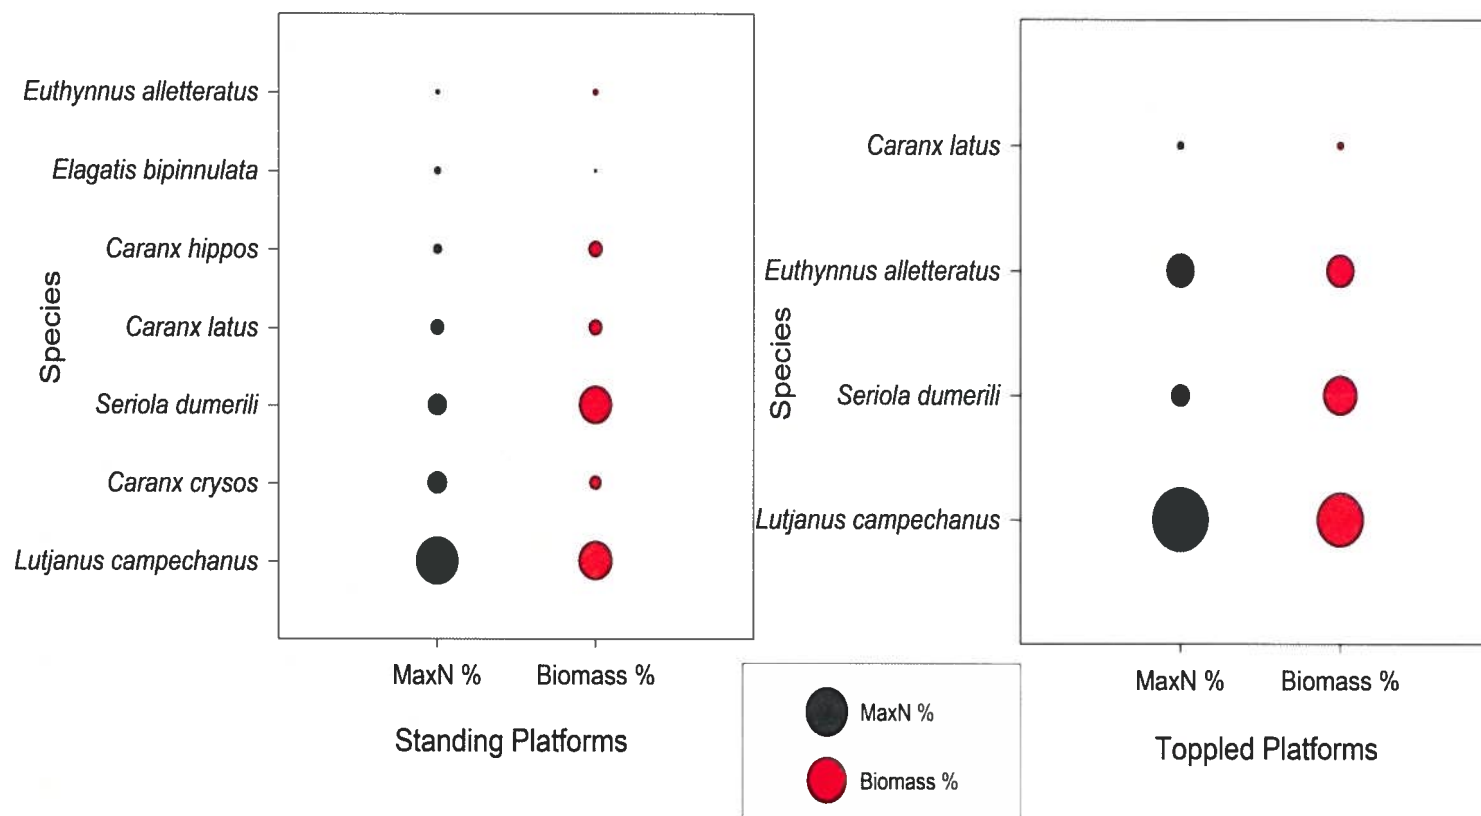 Euthynnus alletteratus
Elagatis bipinnulata
Caranx hippos
Caranx latus
Seriola dumerili
Caranx crysos
Lutjanus campechanus
Species
MaxN %
Biomass %
Standing Platforms
Caranx latus
Euthynnus alletteratus
Seriola dumerili
Lutjanus campechanus
Species
MaxN %
Biomass %
Toppled Platforms
MaxN %
Biomass %